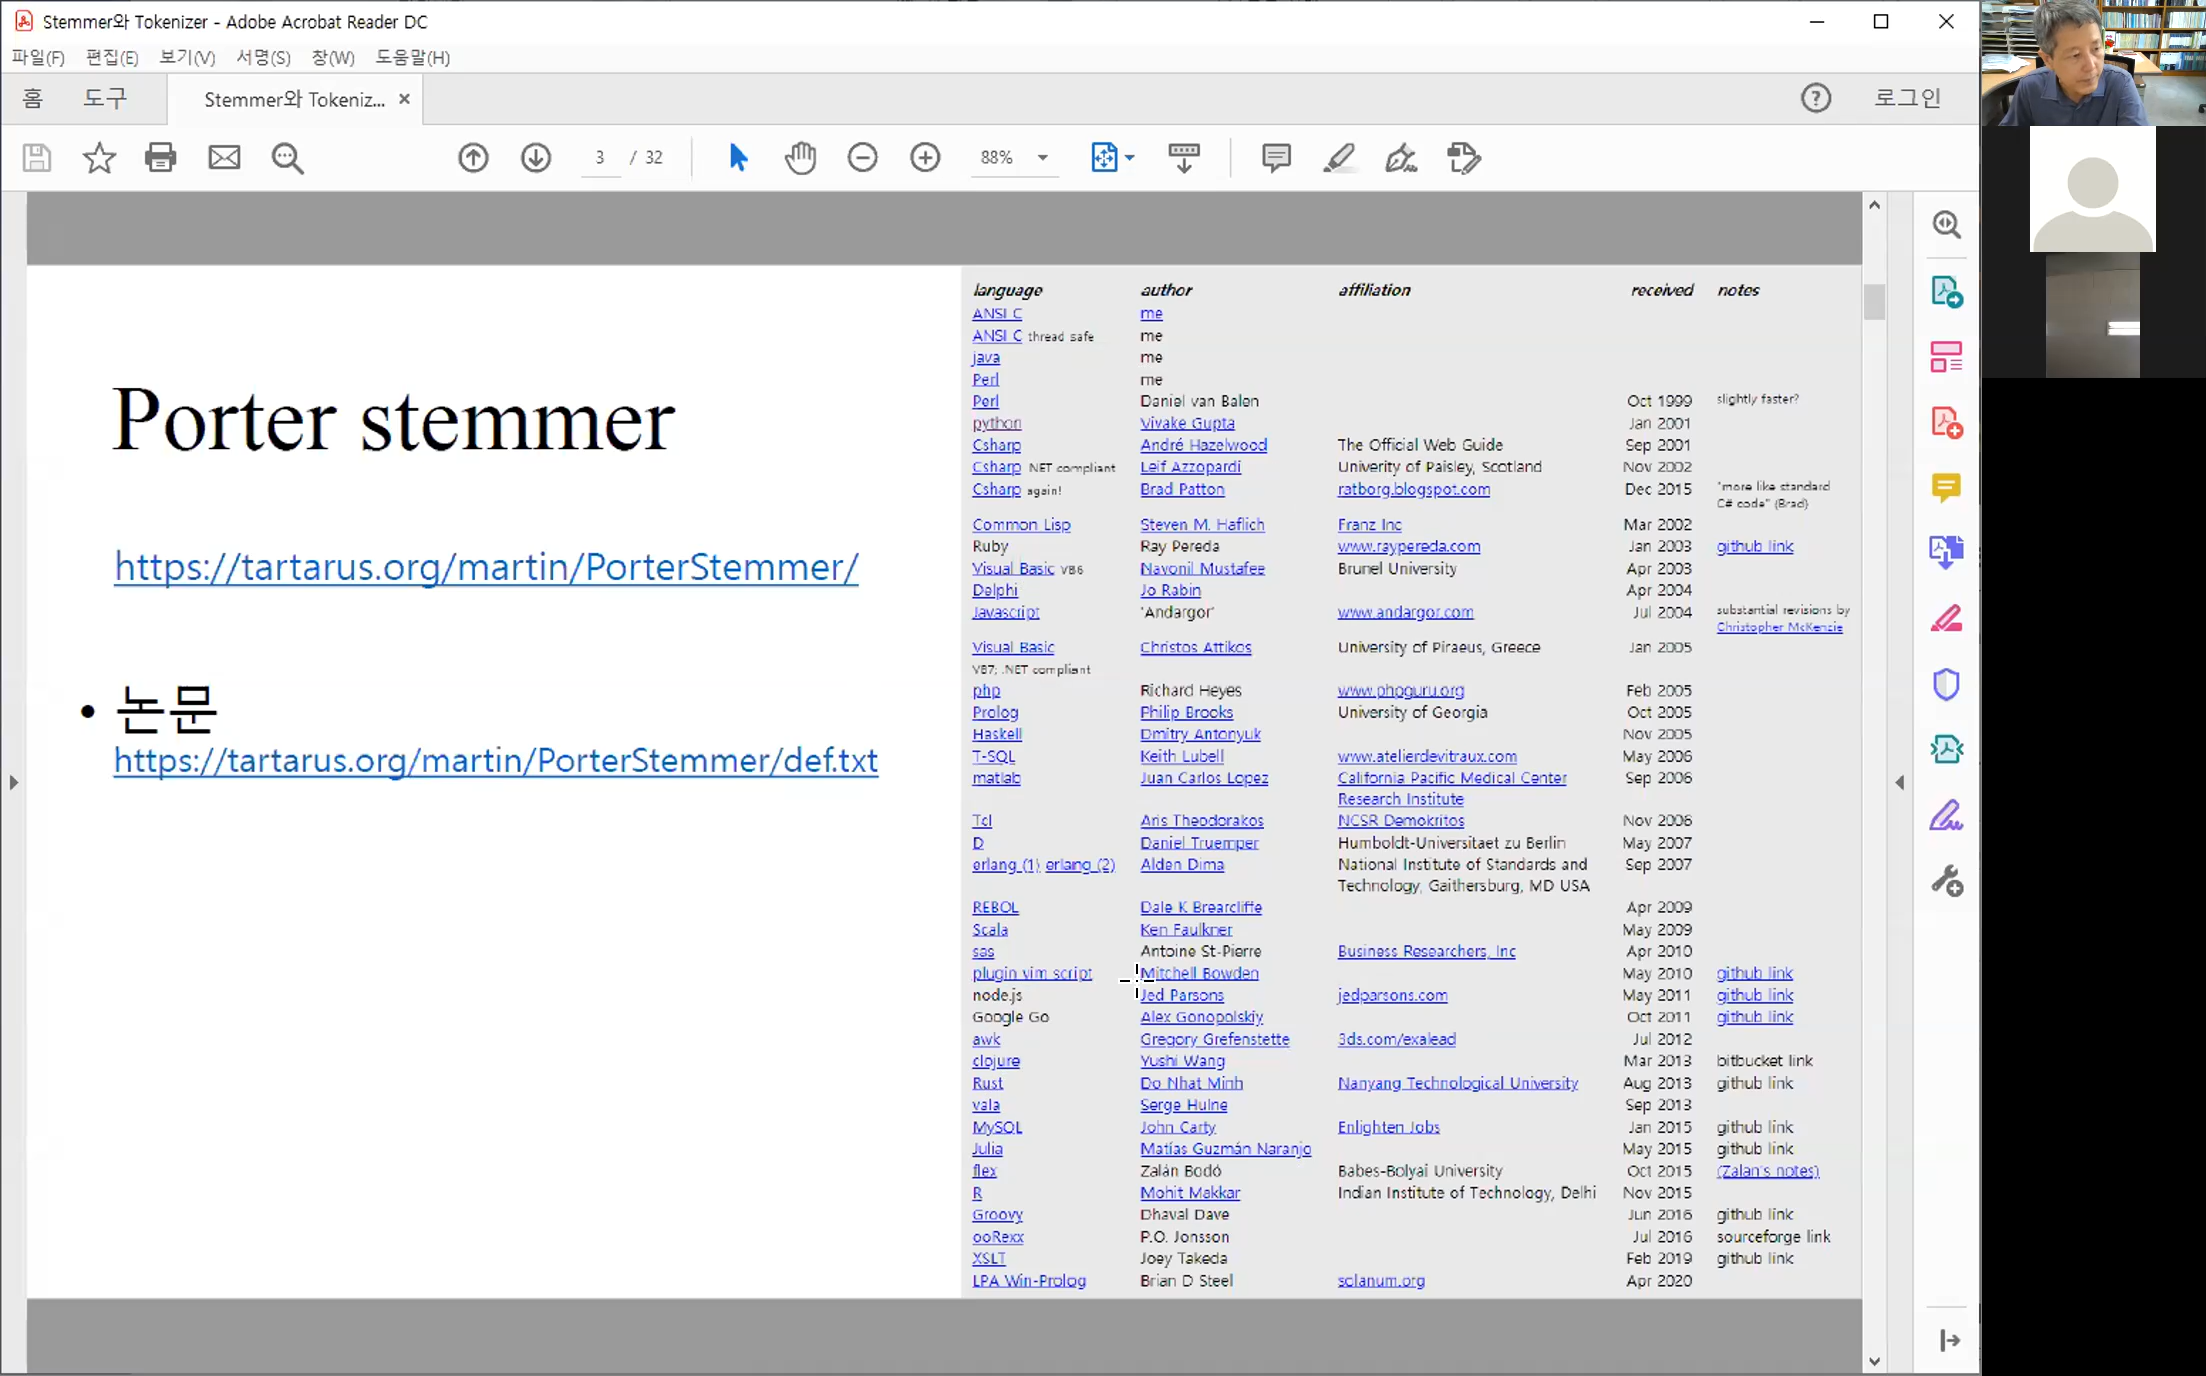 Stemmer와 Tokenizer - Adobe Acrobat Reader DC
파일(F) 편집(E) 보기(V) 서명(S) 창(W) 도움말(H)
홈 도구 Stemmer와 Tokeniz... 로그인
3 / 32 88%
Porter stemmer
https://tartarus.org/martin/PorterStemmer/
• 논문
https://tartarus.org/martin/PorterStemmer/def.txt
language author affiliation received notes
ANSI C me
ANSI C thread safe me
java me
Perl me
Perl Daniel van Balen Oct 1999 slightly faster?
python Vivake Gupta Jan 2001
Csharp André Hazelwood The Official Web Guide Sep 2001
Csharp .NET compliant Leif Azzopardi Univerity of Paisley, Scotland Nov 2002
Csharp again! Brad Patton ratborg.blogspot.com Dec 2015 "more like standard
C# code" (Brad)
Common Lisp Steven M. Haflich Franz Inc Mar 2002
Ruby Ray Pereda www.raypereda.com Jan 2003 github link
Visual Basic VB6 Navonil Mustafee Brunel University Apr 2003
Delphi Jo Rabin Apr 2004
Javascript 'Andargor' www.andargor.com Jul 2004 substantial revisions by
Christopher McKenzie
Visual Basic Christos Attikos University of Piraeus, Greece Jan 2005
VB7; .NET compliant
php Richard Heyes www.phpguru.org Feb 2005
Prolog Philip Brooks University of Georgia Oct 2005
Haskell Dmitry Antonyuk Nov 2005
T-SQL Keith Lubell www.atelierdevitraux.com May 2006
matlab Juan Carlos Lopez California Pacific Medical Center Sep 2006
Research Institute
Tcl Aris Theodorakos NCSR Demokritos Nov 2006
D Daniel Truemper Humboldt-Universitaet zu Berlin May 2007
erlang (1) erlang (2) Alden Dima National Institute of Standards and Sep 2007
Technology, Gaithersburg, MD USA
REBOL Dale K Brearcliffe Apr 2009
Scala Ken Faulkner May 2009
sas Antoine St-Pierre Business Researchers, Inc Apr 2010
plugin vim script Mitchell Bowden May 2010 github link
node.js Jed Parsons jedparsons.com May 2011 github link
Google Go Alex Gonopolskiy Oct 2011 github link
awk Gregory Grefenstette 3ds.com/exalead Jul 2012
clojure Yushi Wang Mar 2013 bitbucket link
Rust Do Nhat Minh Nanyang Technological University Aug 2013 github link
vala Serge Hulne Sep 2013
MySQL John Carty Enlighten Jobs Jan 2015 github link
Julia Matías Guzmán Naranjo May 2015 github link
flex Zalán Bodó Babes-Bolyai University Oct 2015 (Zalan's notes)
R Mohit Makkar Indian Institute of Technology, Delhi Nov 2015
Groovy Dhaval Dave Jun 2016 github link
ooRexx P.O. Jonsson Jul 2016 sourceforge link
XSLT Joey Takeda Feb 2019 github link
LPA Win-Prolog Brian D Steel solanum.org Apr 2020